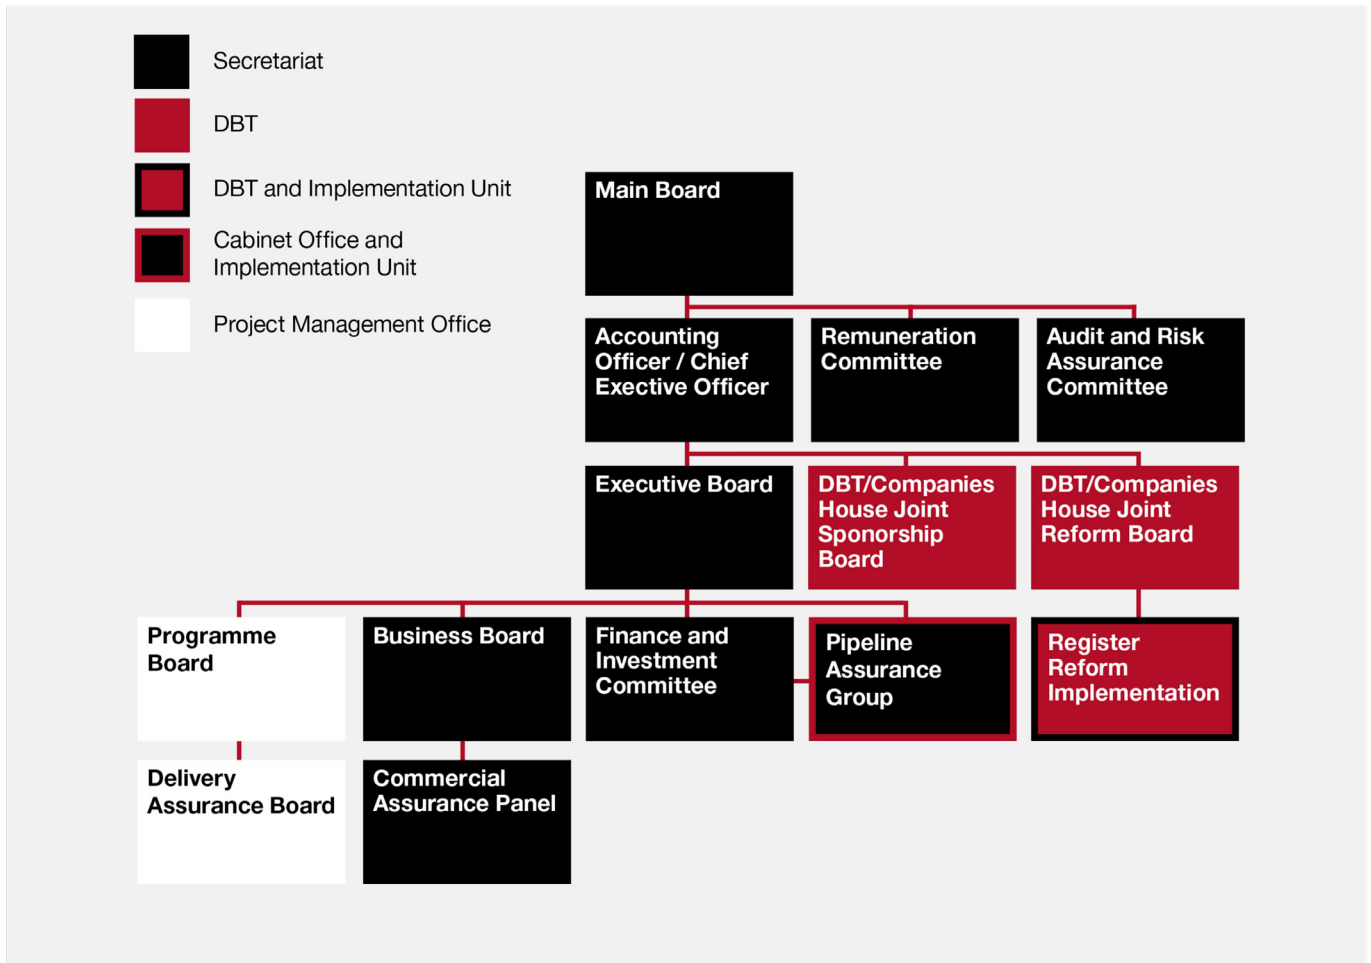 Secretariat
DBT
DBT and Implementation Unit
Cabinet Office and
Implementation Unit
Project Management Office
Main Board
Accounting
Officer / Chief
Exective Officer
Remuneration
Committee
Audit and Risk
Assurance
Committee
Executive Board
DBT/Companies
House Joint
Sponorship
Board
DBT/Companies
House Joint
Reform Board
Programme
Board
Business Board
Finance and
Investment
Committee
Pipeline
Assurance
Group
Register
Reform
Implementation
Delivery
Assurance Board
Commercial
Assurance Panel